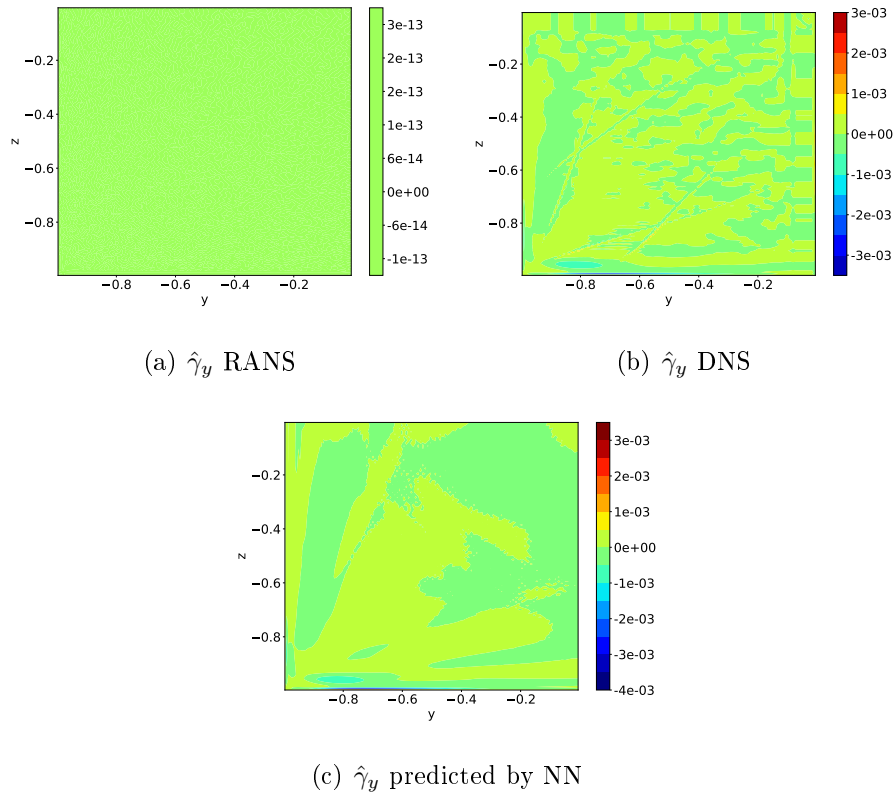 3e-13
2e-13
2e-13
6e-14
0e+00
-6e-14
-1e-13
−0.2
−0.4
−0.6
−0.8
z
−0.8 −0.6 −0.4 −0.2
y
3e-03
2e-03
1e-03
0e+00
-1e-03
-2e-03
-3e-03
−0.2
−0.4
−0.6
−0.8
z
−0.8 −0.6 −0.4 −0.2
y
(a) γ̂_y RANS
(b) γ̂_y DNS
3e-03
2e-03
1e-03
0e+00
-1e-03
-2e-03
-3e-03
-4e-03
−0.2
−0.4
−0.6
−0.8
z
−0.8 −0.6 −0.4 −0.2
y
(c) γ̂_y predicted by NN